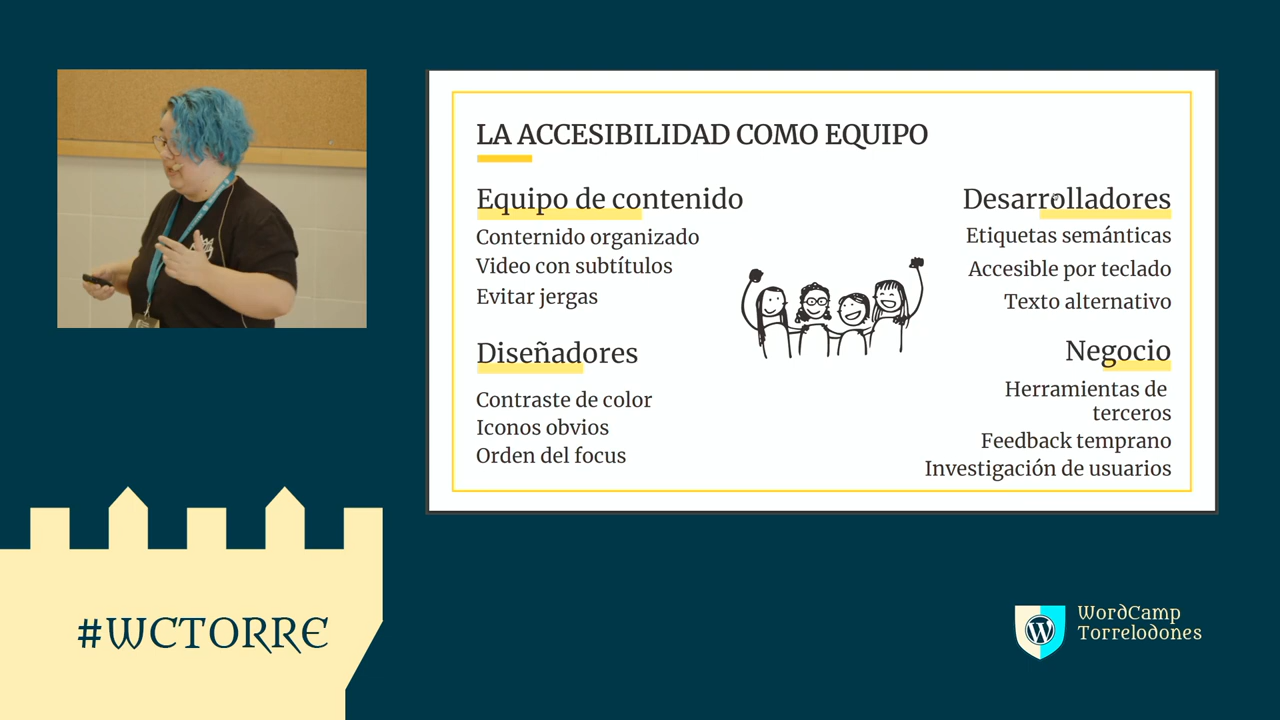 LA ACCESIBILIDAD COMO EQUIPO
Equipo de contenido
Conternido organizado
Video con subtítulos
Evitar jergas
Diseñadores
Contraste de color
Iconos obvios
Orden del focus
Desarrolladores
Etiquetas semánticas
Accesible por teclado
Texto alternativo
Negocio
Herramientas de
terceros
Feedback temprano
Investigación de usuarios
#WCTORRE
WordCamp
Torrelodones